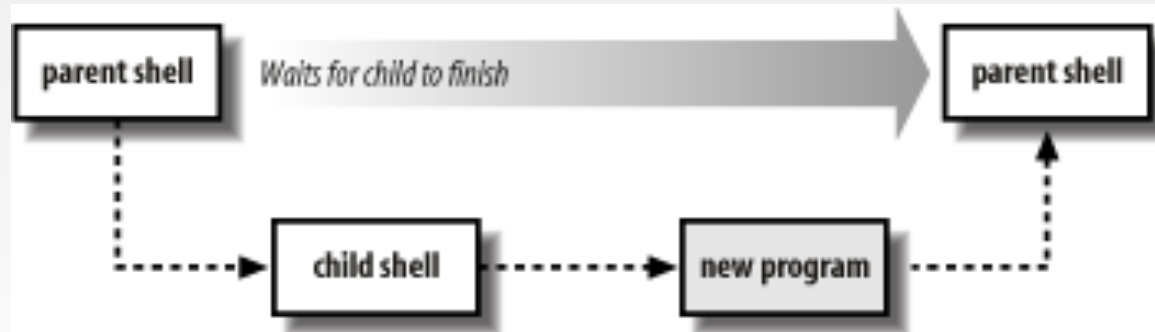 parent shell
Waits for child to finish
parent shell
child shell
new program